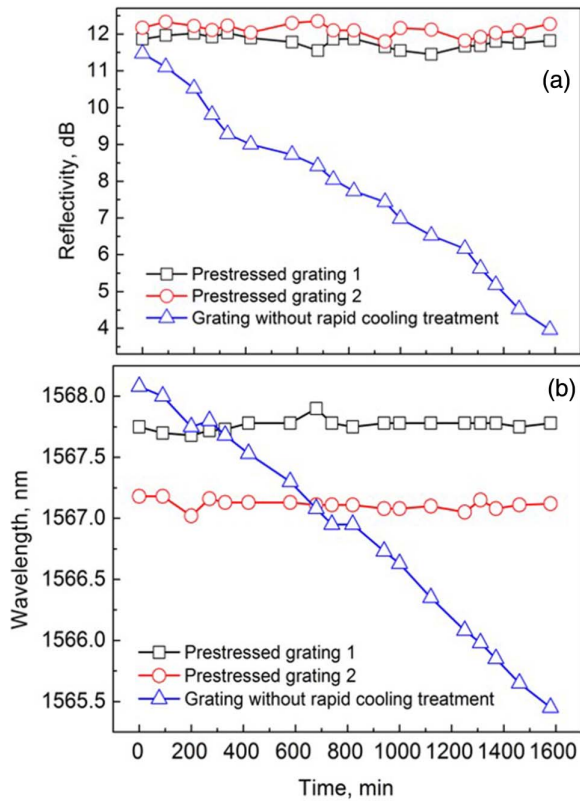 (a)
12
11
10
9
8
7
6
5
4
Reflectivity, dB
Prestressed grating 1
Prestressed grating 2
Grating without rapid cooling treatment
(b)
1568.0
1567.5
1567.0
1566.5
1566.0
1565.5
Wavelength, nm
Prestressed grating 1
Prestressed grating 2
Grating without rapid cooling treatment
0 200 400 600 800 1000 1200 1400 1600
Time, min